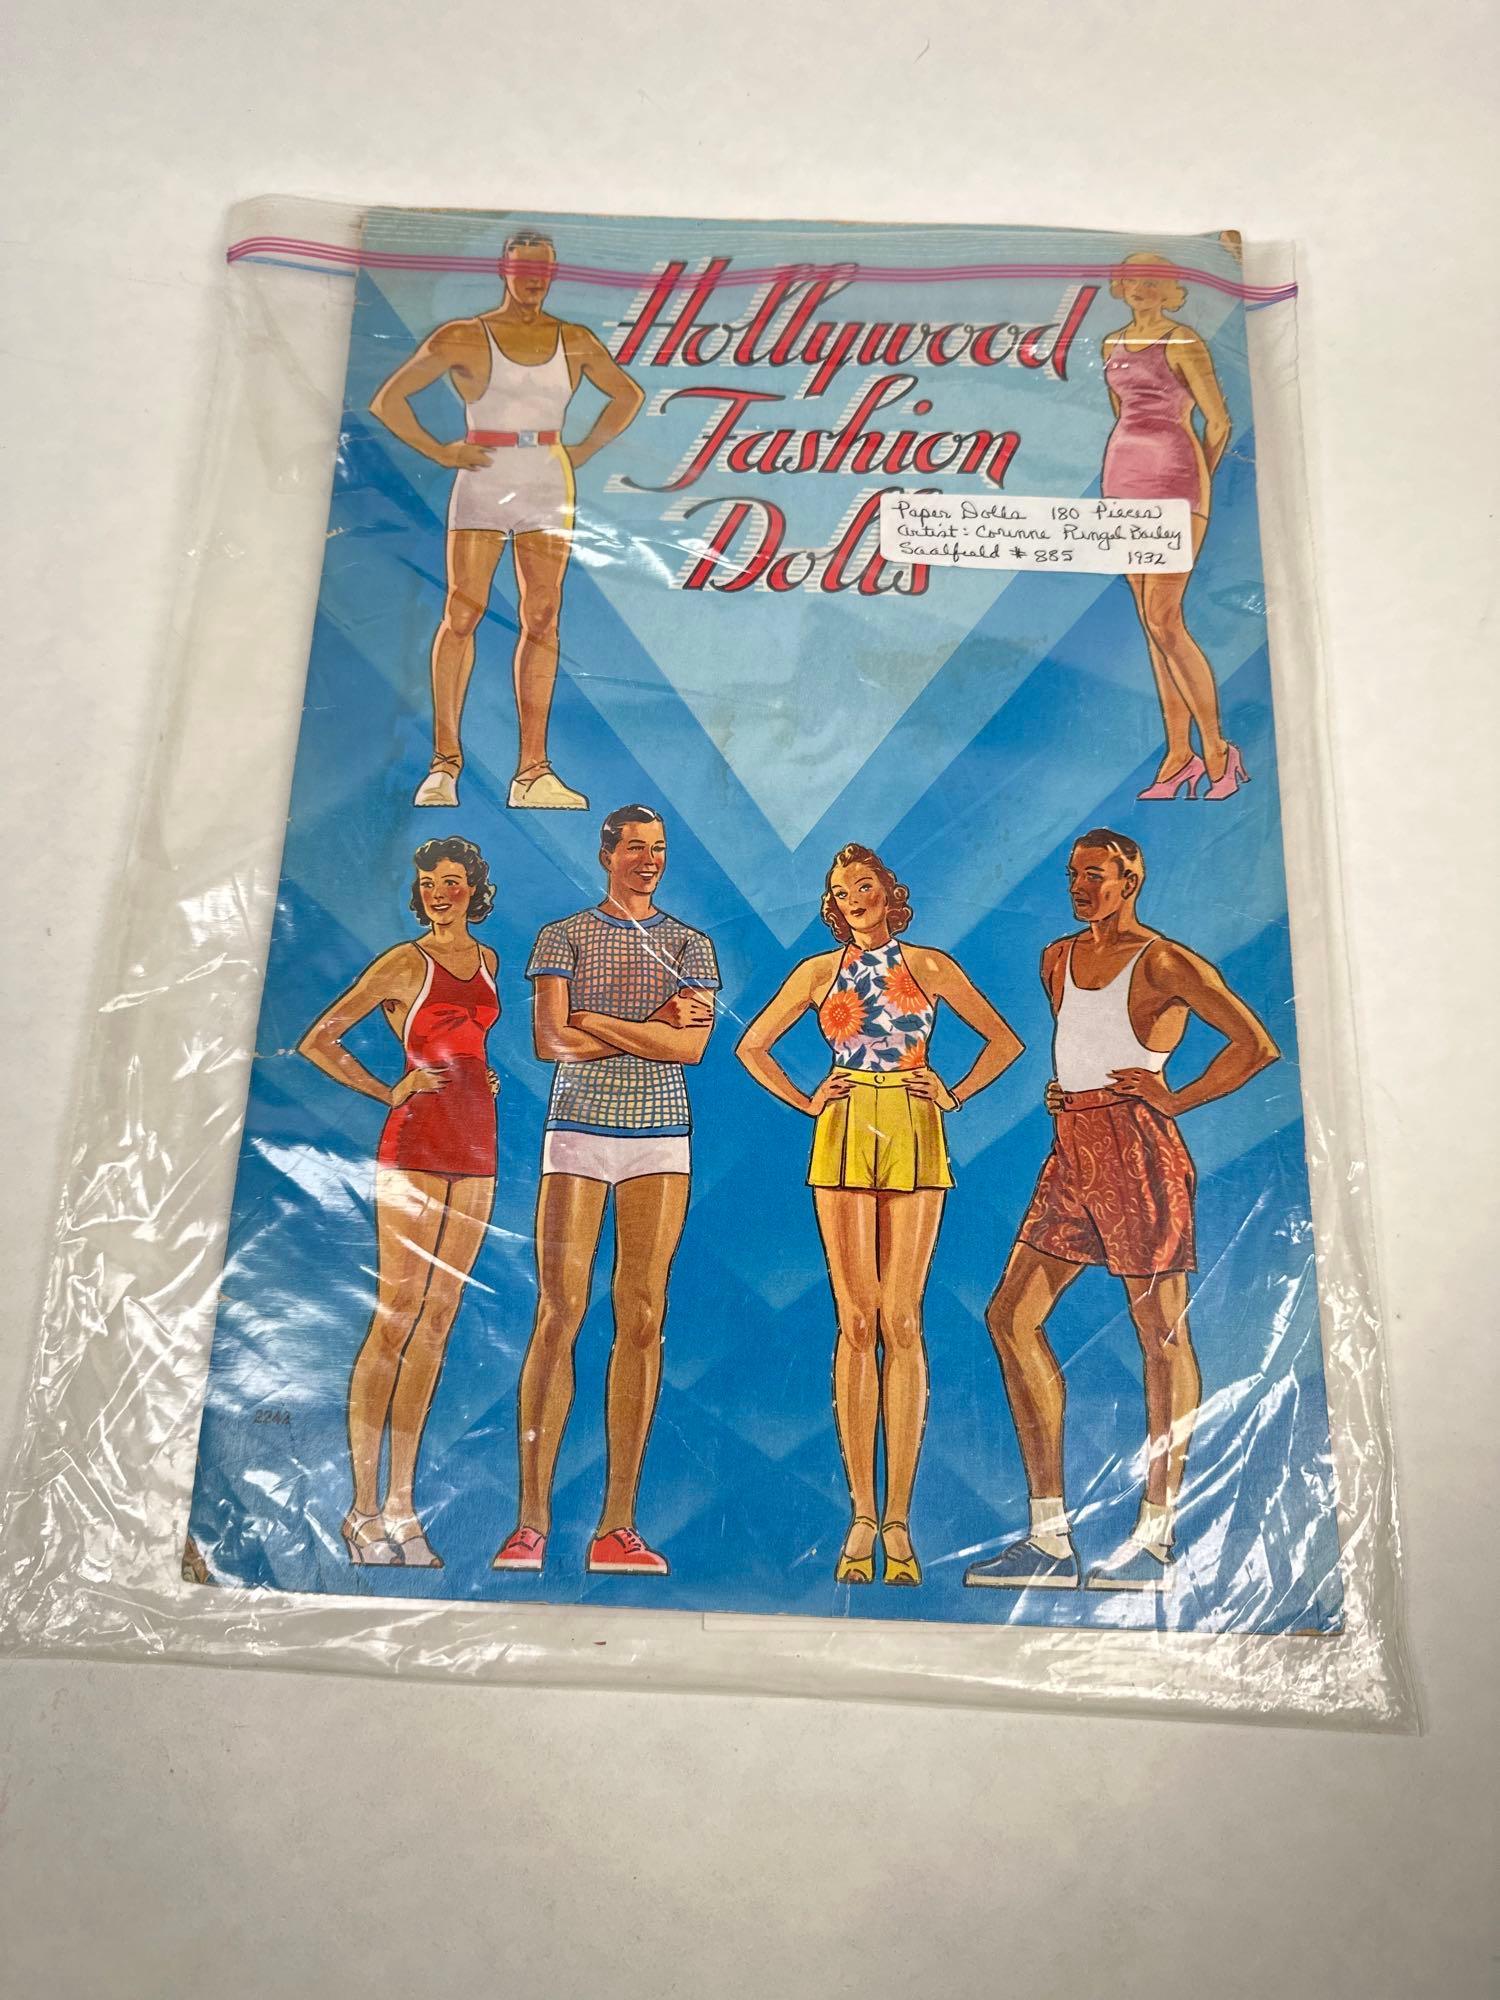 Hollywood
Fashion
Dolls
Paper Dolls 180 Pieces
Artist: Corinne Ringel Bailey
Saalfield # 885 1932
2242